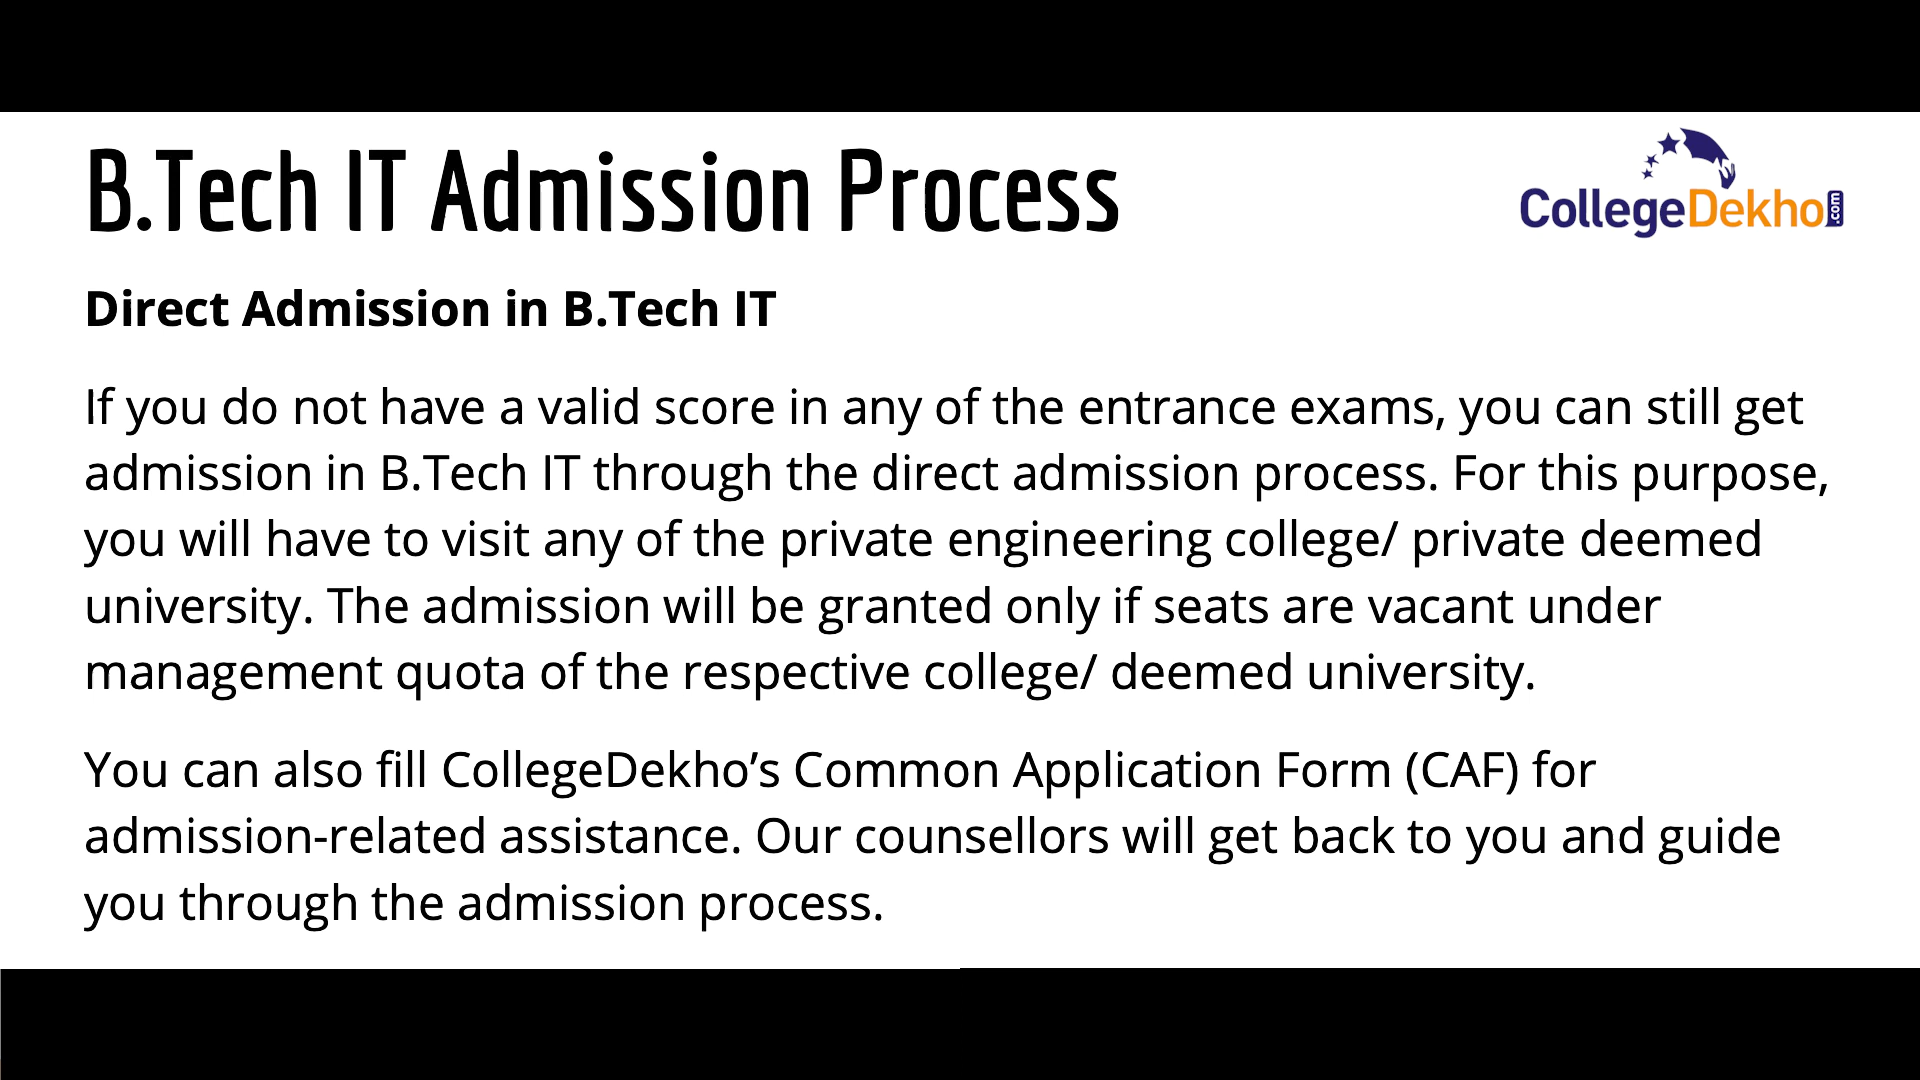 B.Tech IT Admission Process
CollegeDekho.com
Direct Admission in B.Tech IT
If you do not have a valid score in any of the entrance exams, you can still get
admission in B.Tech IT through the direct admission process. For this purpose,
you will have to visit any of the private engineering college/ private deemed
university. The admission will be granted only if seats are vacant under
management quota of the respective college/ deemed university.
You can also fill CollegeDekho’s Common Application Form (CAF) for
admission-related assistance. Our counsellors will get back to you and guide
you through the admission process.